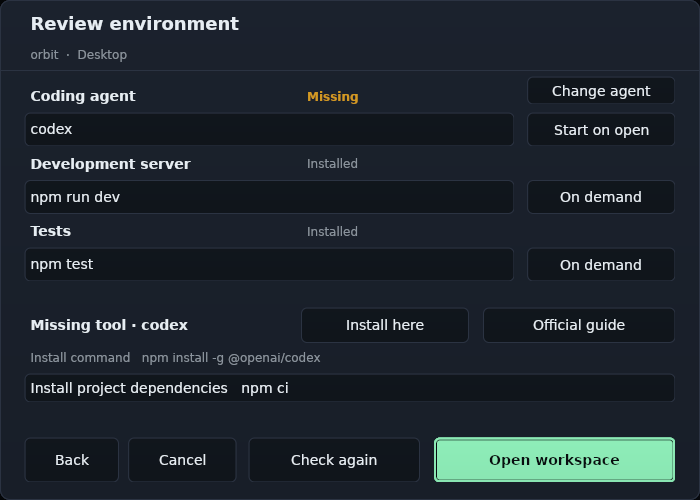 Review environment
orbit · Desktop
Coding agent Missing Change agent
codex Start on open
Development server Installed
npm run dev On demand
Tests Installed
npm test On demand
Missing tool · codex Install here Official guide
Install command npm install -g @openai/codex
Install project dependencies npm ci
Back Cancel Check again Open workspace